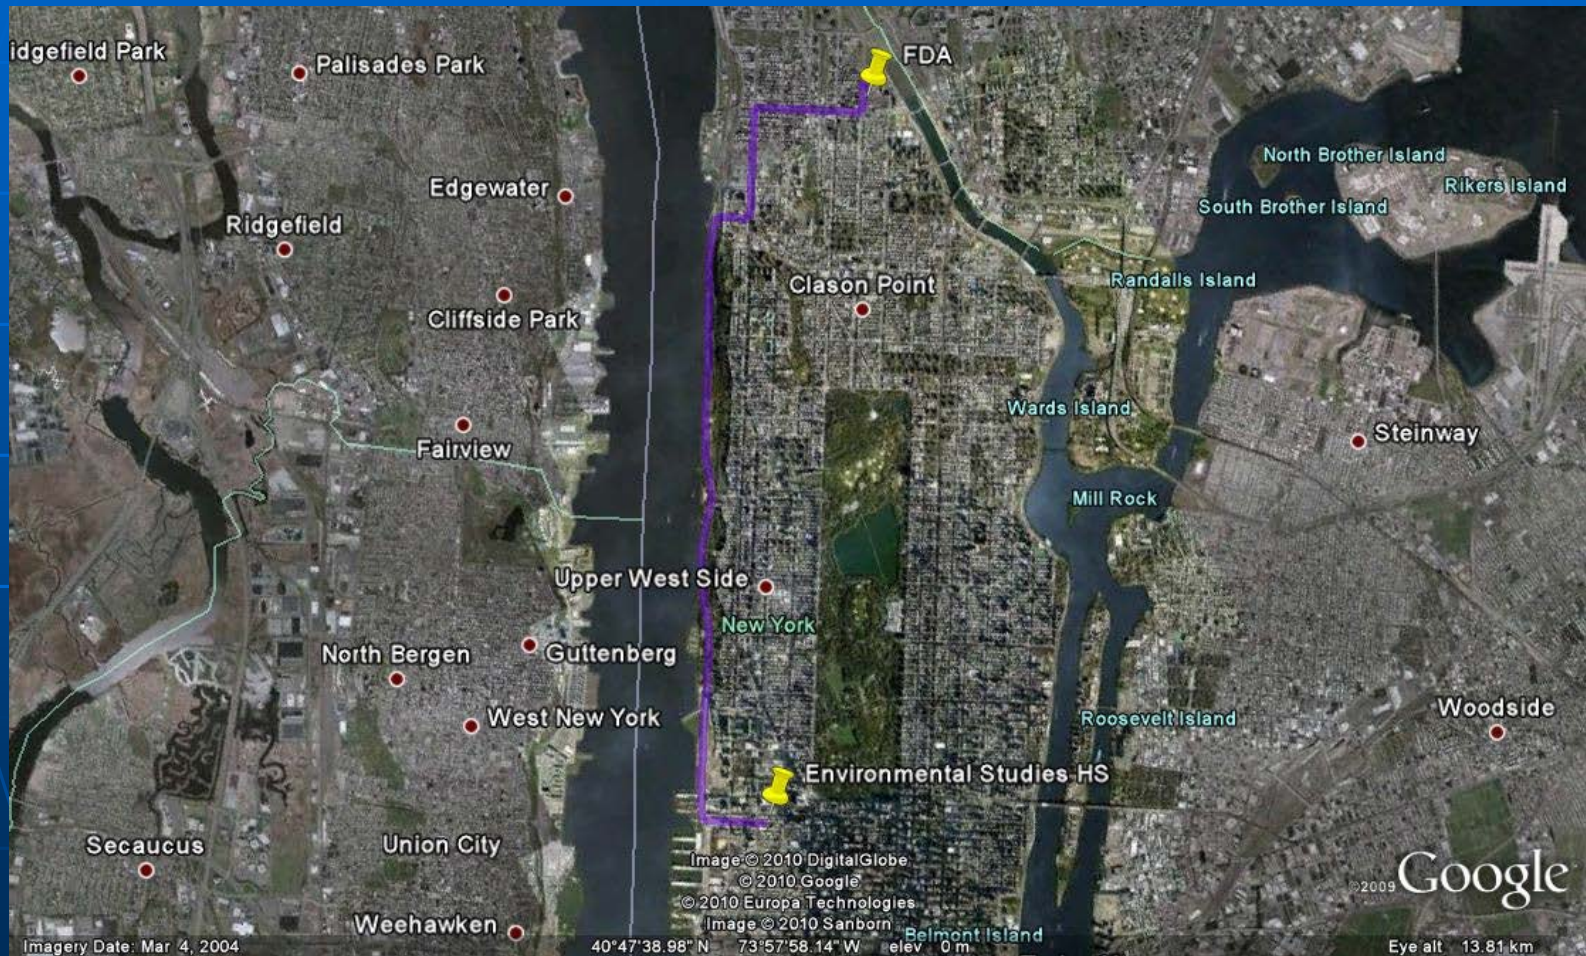 idgefield Park
Palisades Park
FDA
North Brother Island
Rikers Island
Edgewater
South Brother Island
Ridgefield
Clason Point
Randalls Island
Cliffside Park
Wards Island
Steinway
Fairview
Mill Rock
Upper West Side
New York
North Bergen
Guttenberg
West New York
Roosevelt Island
Woodside
Environmental Studies HS
Secaucus
Union City
Image © 2010 DigitalGlobe
© 2010 Google
© 2010 Europa Technologies
Image © 2010 Sanborn
©2009 Google
Weehawken
Belmont Island
Imagery Date: Mar 4, 2004
40°47'38.98" N 73°57'58.14" W elev 0 m
Eye alt 13.81 km